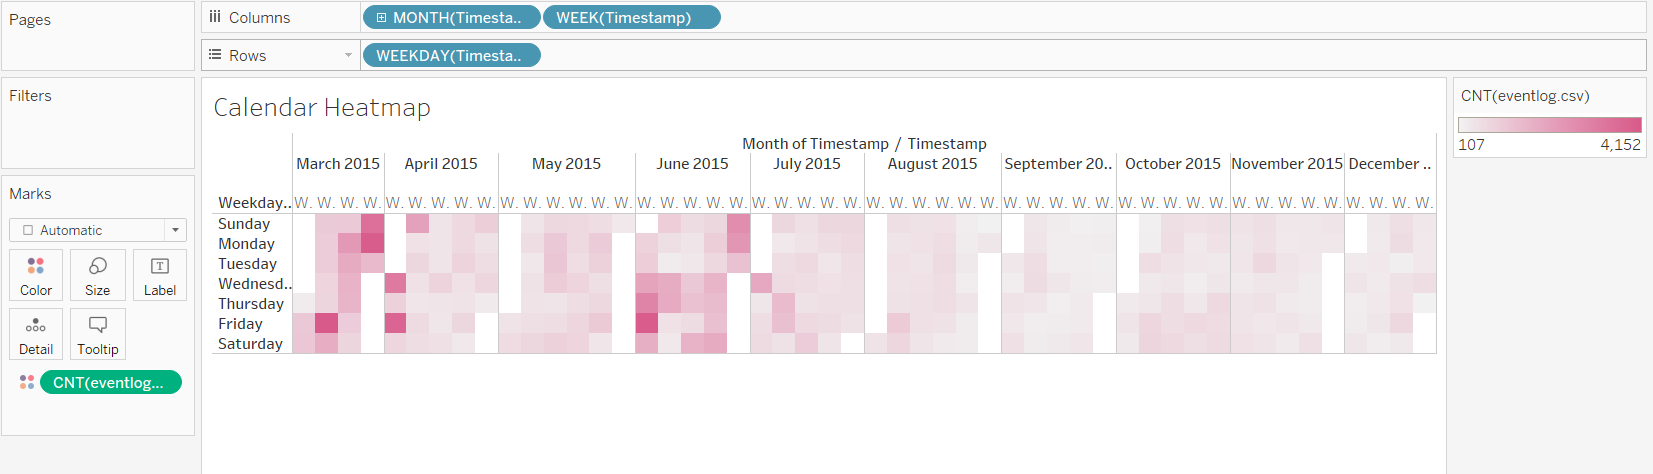 Pages
Columns
MONTH(Timesta..
WEEK(Timestamp)
Rows
WEEKDAY(Timesta..
Filters
Marks
Automatic
Color
Size
Label
Detail
Tooltip
CNT(eventlog...
Calendar Heatmap
Month of Timestamp / Timestamp
March 2015 April 2015 May 2015 June 2015 July 2015 August 2015 September 20.. October 2015 November 2015 December ..
Weekday.. W. W. W. W. W. W. W. W. W. W. W. W. W. W. W. W. W. W. W. W. W. W. W. W. W. W. W. W. W. W. W. W. W. W. W. W. W. W. W. W. W. W. W. W. W. W. W. W. W. W.
Sunday
Monday
Tuesday
Wednesd..
Thursday
Friday
Saturday
CNT(eventlog.csv)
107 4,152